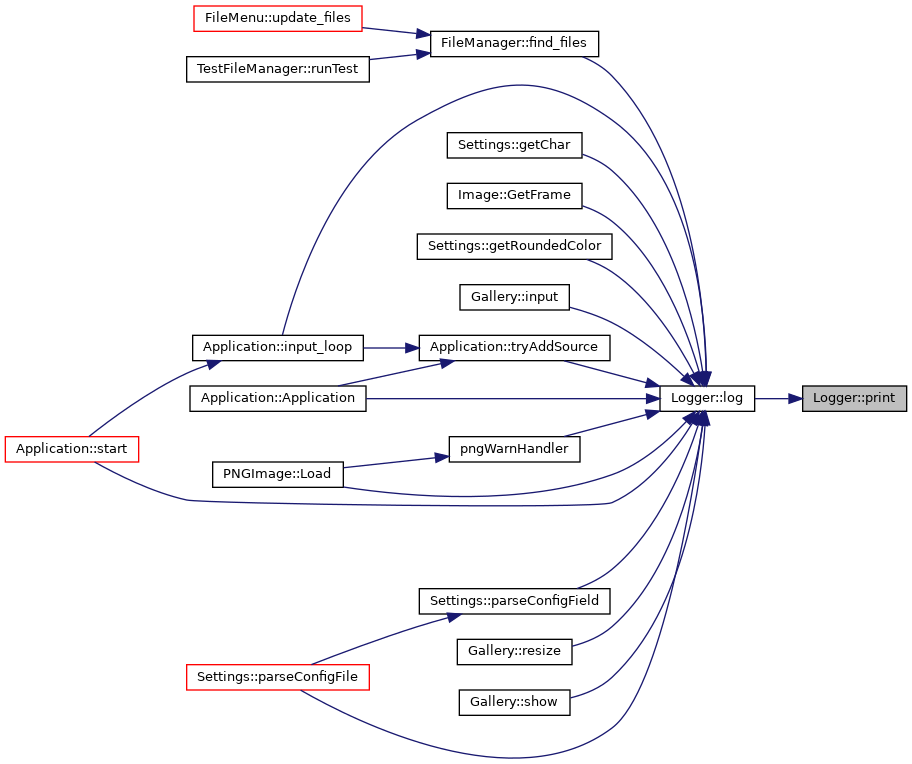 FileMenu::update_files
FileManager::find_files
TestFileManager::runTest
Settings::getChar
Image::GetFrame
Settings::getRoundedColor
Gallery::input
Application::input_loop
Application::tryAddSource
Application::Application
Logger::log
Logger::print
Application::start
pngWarnHandler
PNGImage::Load
Settings::parseConfigField
Gallery::resize
Settings::parseConfigFile
Gallery::show